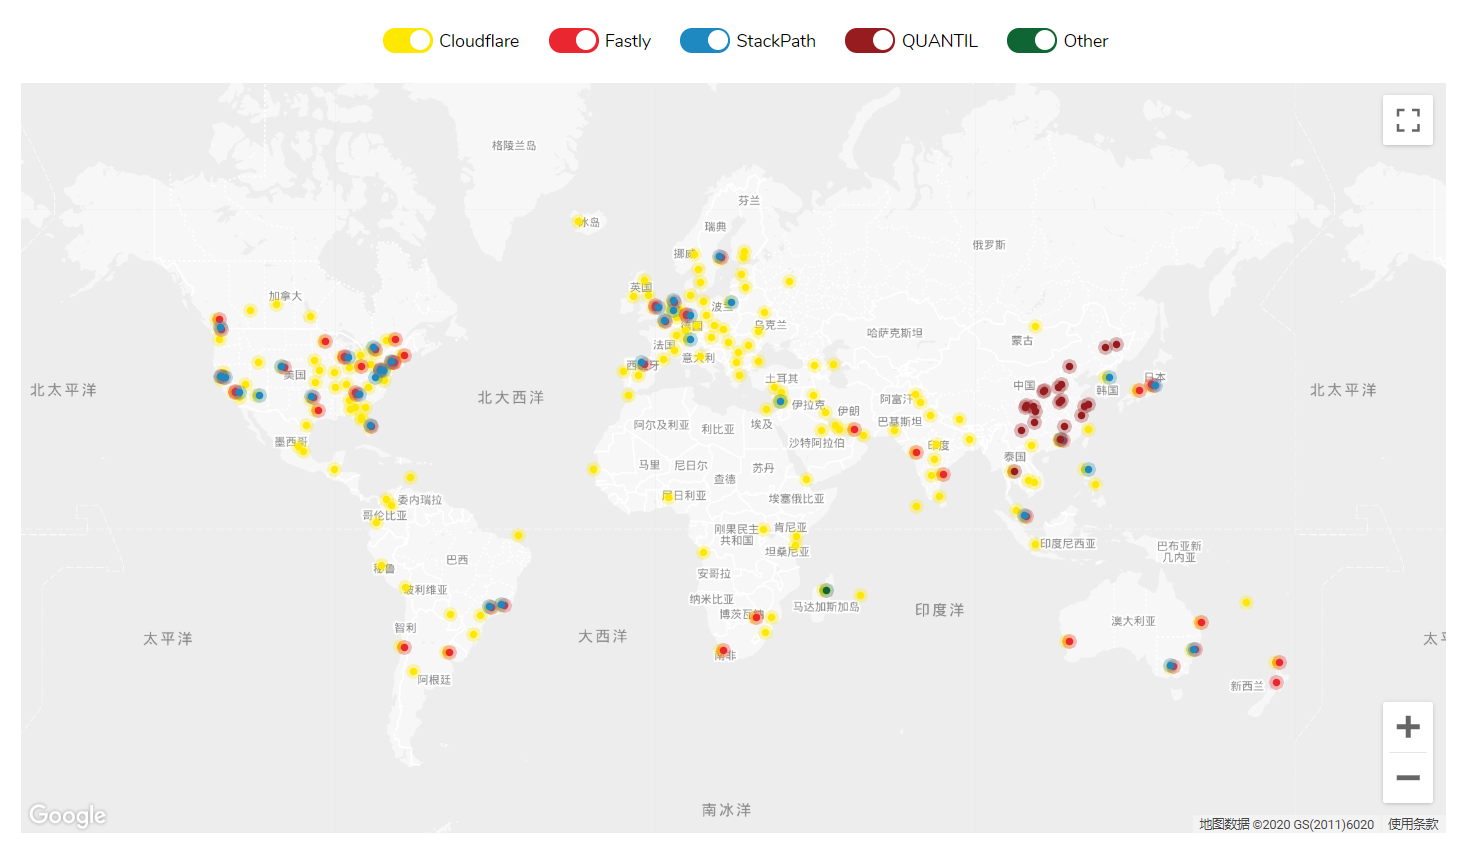 Cloudflare
Fastly
StackPath
QUANTIL
Other
格陵兰岛
芬兰
冰岛
瑞典
挪威
俄罗斯
英国
加拿大
波兰
德国
乌克兰
哈萨克斯坦
蒙古
法国
意大利
西班牙
美国
土耳其
中国
日本
韩国
北太平洋
北大西洋
北太平洋
阿富汗
伊拉克
伊朗
阿尔及利亚
利比亚
埃及
巴基斯坦
墨西哥
沙特阿拉伯
印度
泰国
马里
尼日尔
苏丹
查德
委内瑞拉
尼日利亚
埃塞俄比亚
哥伦比亚
刚果民主
共和国
肯尼亚
坦桑尼亚
印度尼西亚
巴布亚新
几内亚
巴西
秘鲁
安哥拉
玻利维亚
纳米比亚
博茨瓦纳
马达加斯加岛
印度洋
澳大利亚
智利
太平洋
大西洋
太平
南非
阿根廷
新西兰
南冰洋
Google
地图数据 ©2020 GS(2011)6020
使用条款